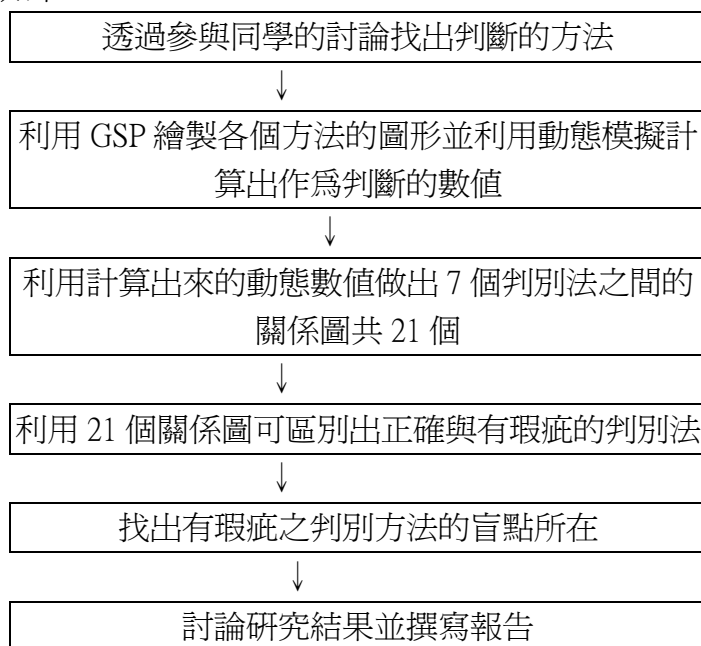 透過參與同學的討論找出判斷的方法
↓
利用 GSP 繪製各個方法的圖形並利用動態模擬計
算出作為判斷的數值
↓
利用計算出來的動態數值做出 7 個判別法之間的
關係圖共 21 個
↓
利用 21 個關係圖可區別出正確與有瑕疵的判別法
↓
找出有瑕疵之判別方法的盲點所在
↓
討論研究結果並撰寫報告